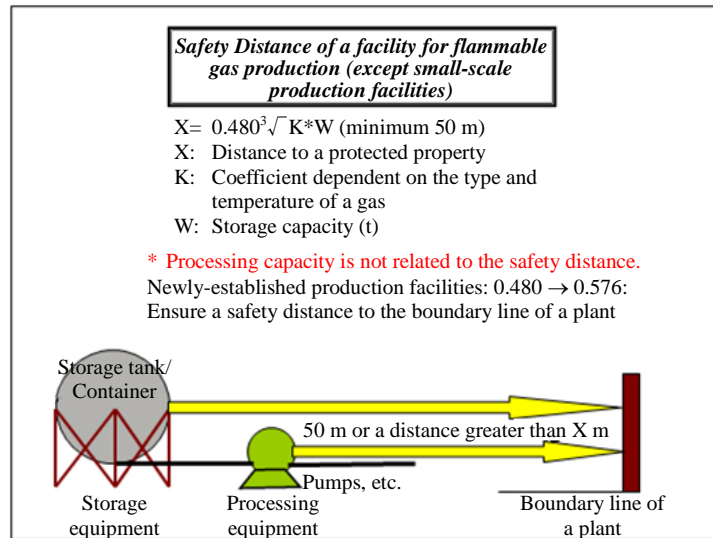 Safety Distance of a facility for flammable
gas production (except small-scale
production facilities)
X= 0.480³√ K*W (minimum 50 m)
X: Distance to a protected property
K: Coefficient dependent on the type and
temperature of a gas
W: Storage capacity (t)
* Processing capacity is not related to the safety distance.
Newly-established production facilities: 0.480 → 0.576:
Ensure a safety distance to the boundary line of a plant
Storage tank/
Container
50 m or a distance greater than X m
Pumps, etc.
Storage
equipment
Processing
equipment
Boundary line of
a plant